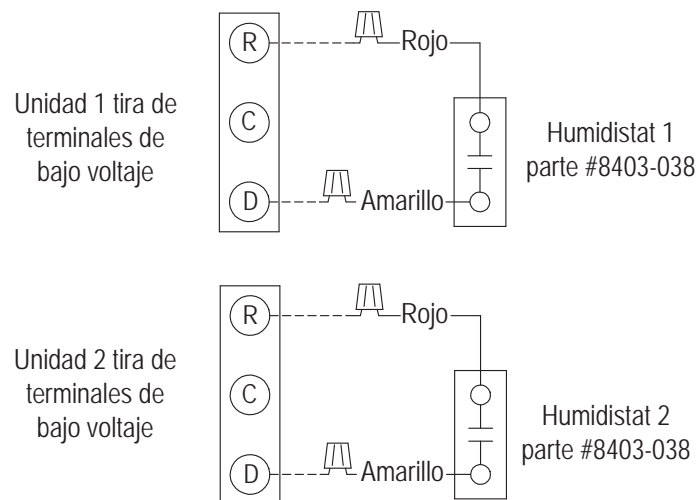 R
Rojo
Unidad 1 tira de
terminales de
bajo voltaje
C
Humidistat 1
parte #8403-038
D
Amarillo
R
Rojo
Unidad 2 tira de
terminales de
bajo voltaje
C
Humidistat 2
parte #8403-038
D
Amarillo